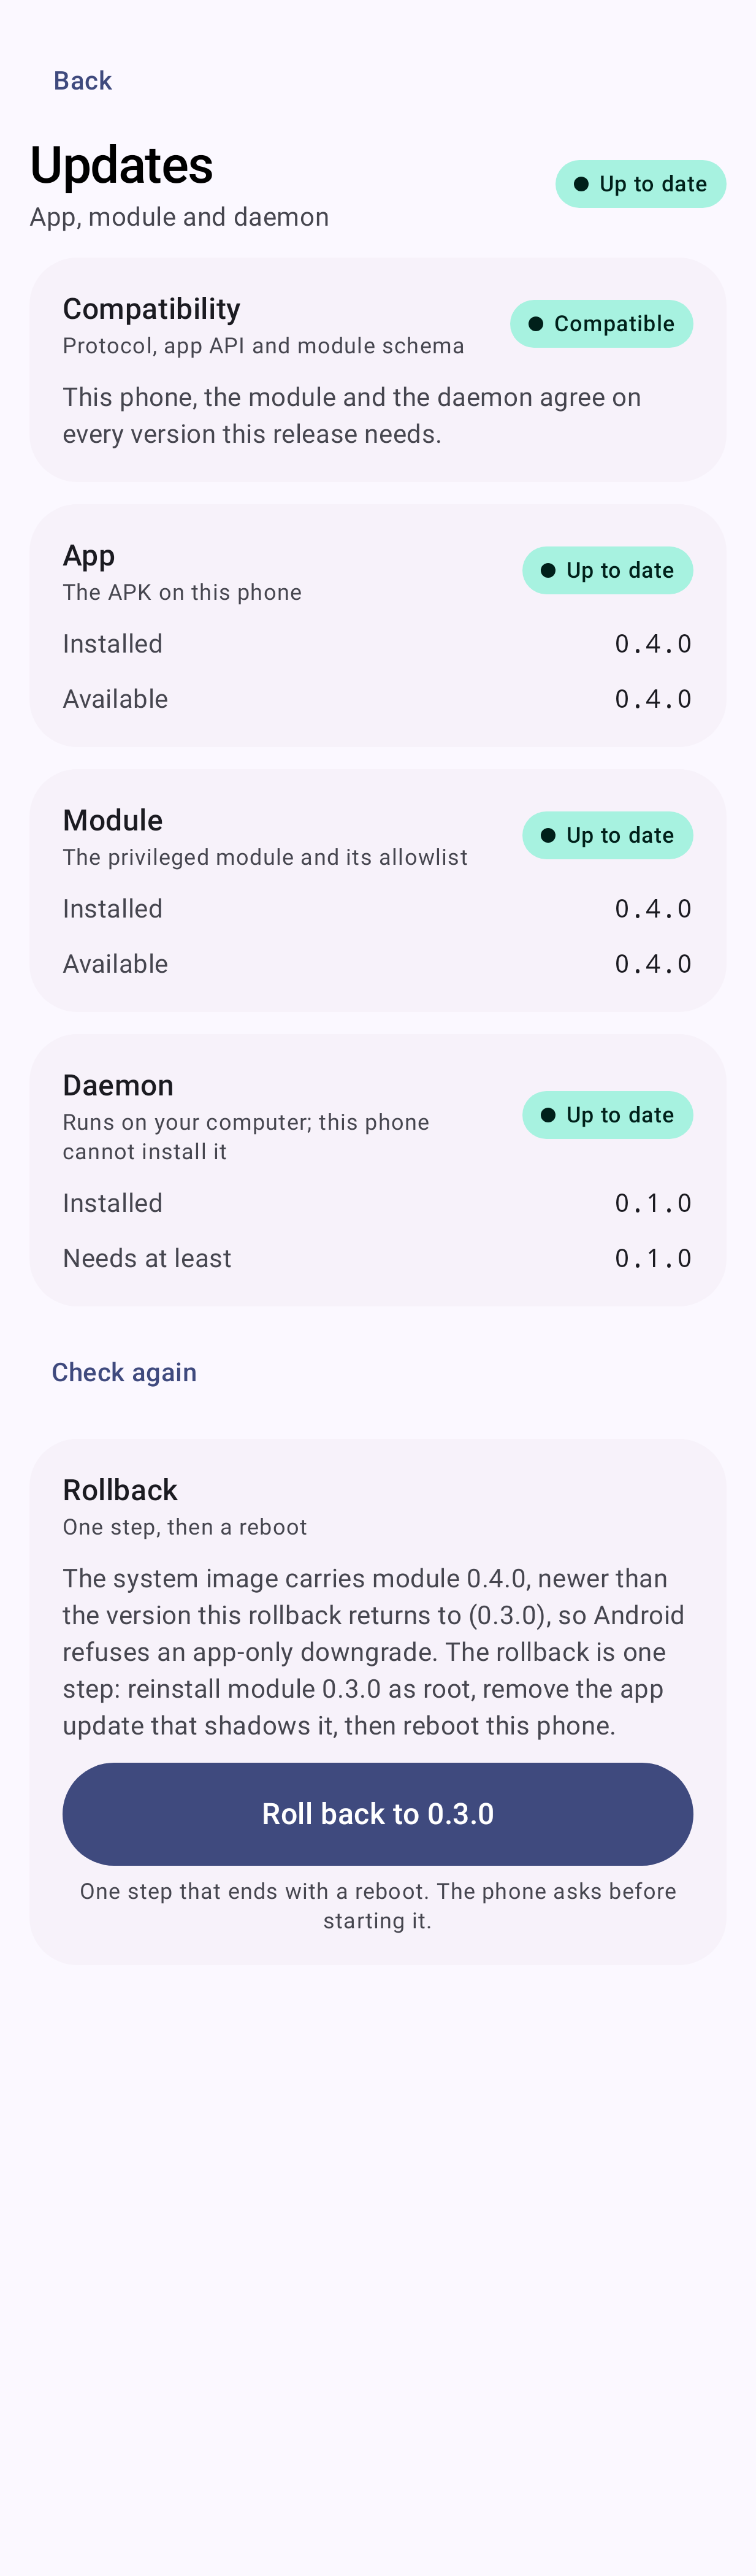 Back
Updates
App, module and daemon
Up to date
Compatibility
Protocol, app API and module schema
Compatible
This phone, the module and the daemon agree on
every version this release needs.
App
The APK on this phone
Up to date
Installed 0.4.0
Available 0.4.0
Module
The privileged module and its allowlist
Up to date
Installed 0.4.0
Available 0.4.0
Daemon
Runs on your computer; this phone
cannot install it
Up to date
Installed 0.1.0
Needs at least 0.1.0
Check again
Rollback
One step, then a reboot
The system image carries module 0.4.0, newer than
the version this rollback returns to (0.3.0), so Android
refuses an app-only downgrade. The rollback is one
step: reinstall module 0.3.0 as root, remove the app
update that shadows it, then reboot this phone.
Roll back to 0.3.0
One step that ends with a reboot. The phone asks before
starting it.